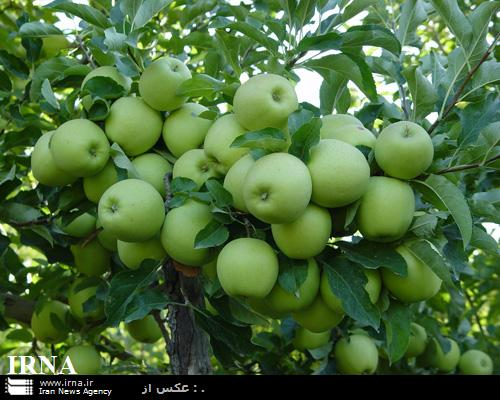 IRNA
www.irna.ir
Iran News Agency
عکس از : . .